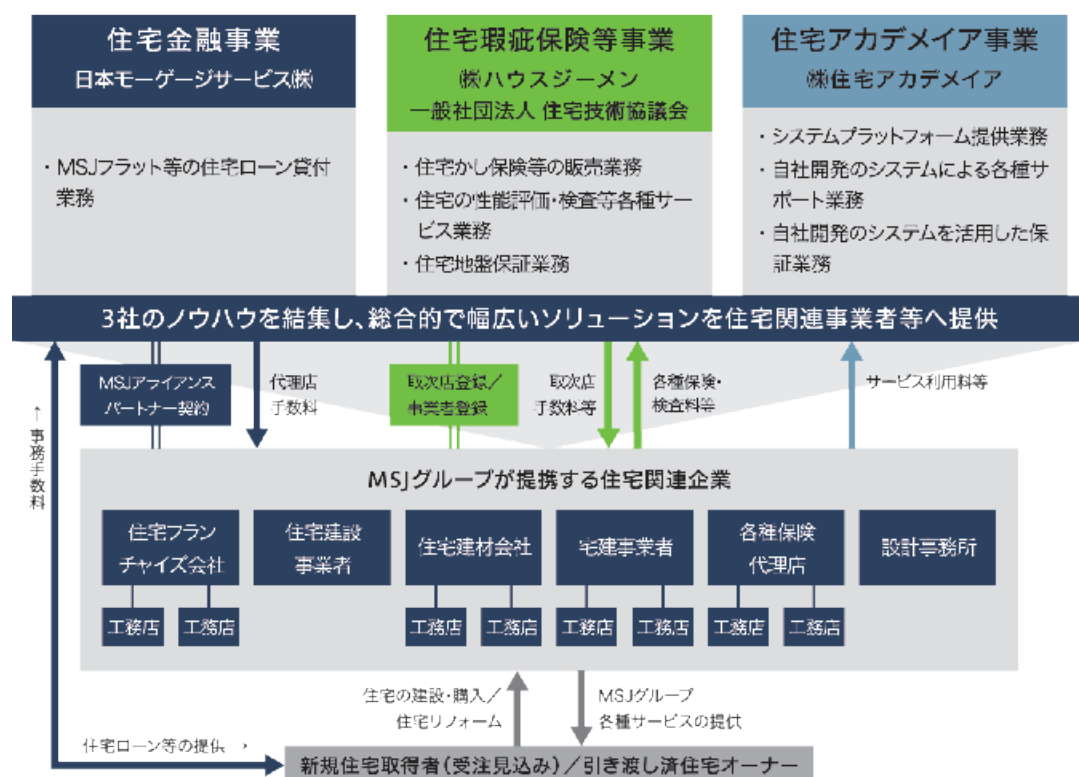 住宅金融事業
日本モーゲージサービス㈱
・MSJフラット等の住宅ローン貸付
業務
住宅瑕疵保険等事業
㈱ハウスジーメン
一般社団法人 住宅技術協議会
・住宅かし保険等の販売業務
・住宅の性能評価・検査等各種サー
ビス業務
・住宅地盤保証業務
住宅アカデメイア事業
㈱住宅アカデメイア
・システムプラットフォーム提供業務
・自社開発のシステムによる各種サ
ポート業務
・自社開発のシステムを活用した保
証業務
3社のノウハウを結集し、総合的で幅広いソリューションを住宅関連事業者等へ提供
MSJアライアンス
パートナー契約
代理店
手数料
取次店登録／
事業者登録
取次店
手数料等
各種保険・
検査料等
サービス利用料等
↑事務手数料
MSJグループが提携する住宅関連企業
住宅フラン
チャイズ会社
住宅建設
事業者
住宅建材会社
宅建事業者
各種保険
代理店
設計事務所
工務店
工務店
工務店
工務店
工務店
工務店
工務店
工務店
住宅の建設・購入／
住宅リフォーム
MSJグループ
各種サービスの提供
住宅ローン等の提供 →
新規住宅取得者(受注見込み)／引き渡し済住宅オーナー